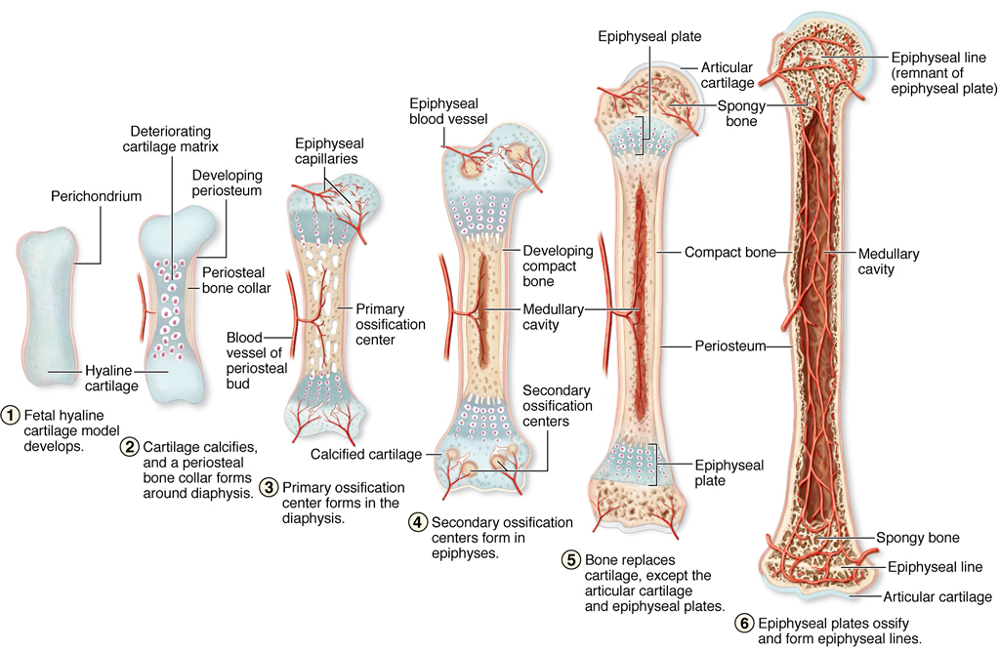 Perichondrium
Hyaline
cartilage
1 Fetal hyaline
cartilage model
develops.
Deteriorating
cartilage matrix
Developing
periosteum
Periosteal
bone collar
2 Cartilage calcifies,
and a periosteal
bone collar forms
around diaphysis.
Epiphyseal
capillaries
Primary
ossification
center
Blood
vessel of
periosteal
bud
3 Primary ossification
center forms in the
diaphysis.
Epiphyseal
blood vessel
Developing
compact
bone
Medullary
cavity
Secondary
ossification
centers
Calcified cartilage
4 Secondary ossification
centers form in
epiphyses.
Epiphyseal plate
Articular
cartilage
Spongy
bone
Compact bone
Periosteum
Epiphyseal
plate
5 Bone replaces
cartilage, except the
articular cartilage
and epiphyseal plates.
Epiphyseal line
(remnant of
epiphyseal plate)
Medullary
cavity
Spongy bone
Epiphyseal line
Articular cartilage
6 Epiphyseal plates ossify
and form epiphyseal lines.